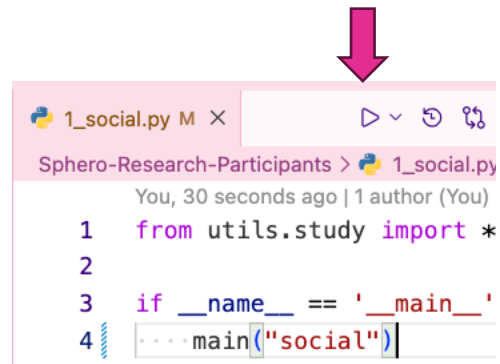 1_social.py M ×
Sphero-Research-Participants > 1_social.py
You, 30 seconds ago | 1 author (You)
1 from utils.study import *
2
3 if __name__ == '__main__'
4 ····main("social")